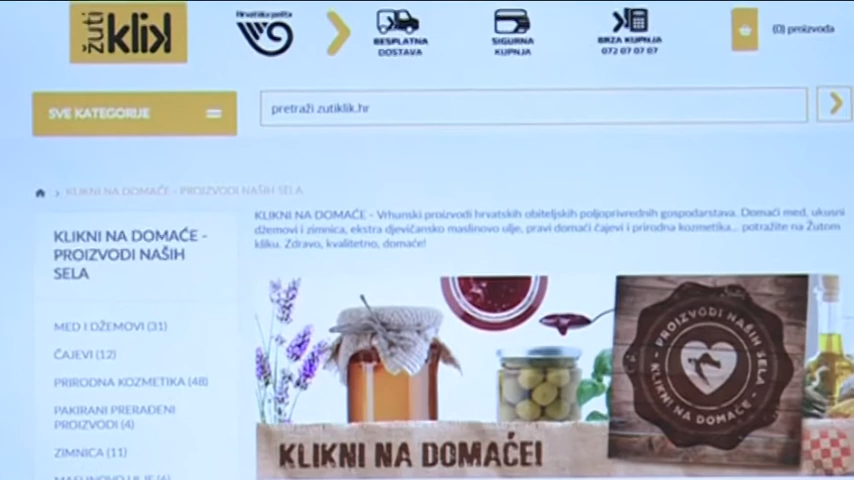 žuti klik
Hrvatska pošta
BESPLATNA
DOSTAVA
SIGURNA
KUPNJA
BRZA KUPNJA
072 07 07 07
(0) proizvoda
SVE KATEGORIJE
pretraži zutiklik.hr
KLIKNI NA DOMAĆE - PROIZVODI NAŠIH SELA
KLIKNI NA DOMAĆE -
PROIZVODI NAŠIH
SELA
MED I DŽEMOVI (31)
ČAJEVI (12)
PRIRODNA KOZMETIKA (48)
PAKIRANI PRERAĐENI
PROIZVODI (4)
ZIMNICA (11)
MASLINOVO ULJE (6)
KLIKNI NA DOMAĆE - Vrhunski proizvodi hrvatskih obiteljskih poljoprivrednih gospodarstava. Domaći med, ukusni
džemovi i zimnica, ekstra djevičansko maslinovo ulje, pravi domaći čajevi i prirodna kozmetika... potražite na Žutom
kliku. Zdravo, kvalitetno, domaće!
KLIKNI NA DOMAĆE!
PROIZVODI NAŠIH SELA
- KLIKNI NA DOMAĆE -